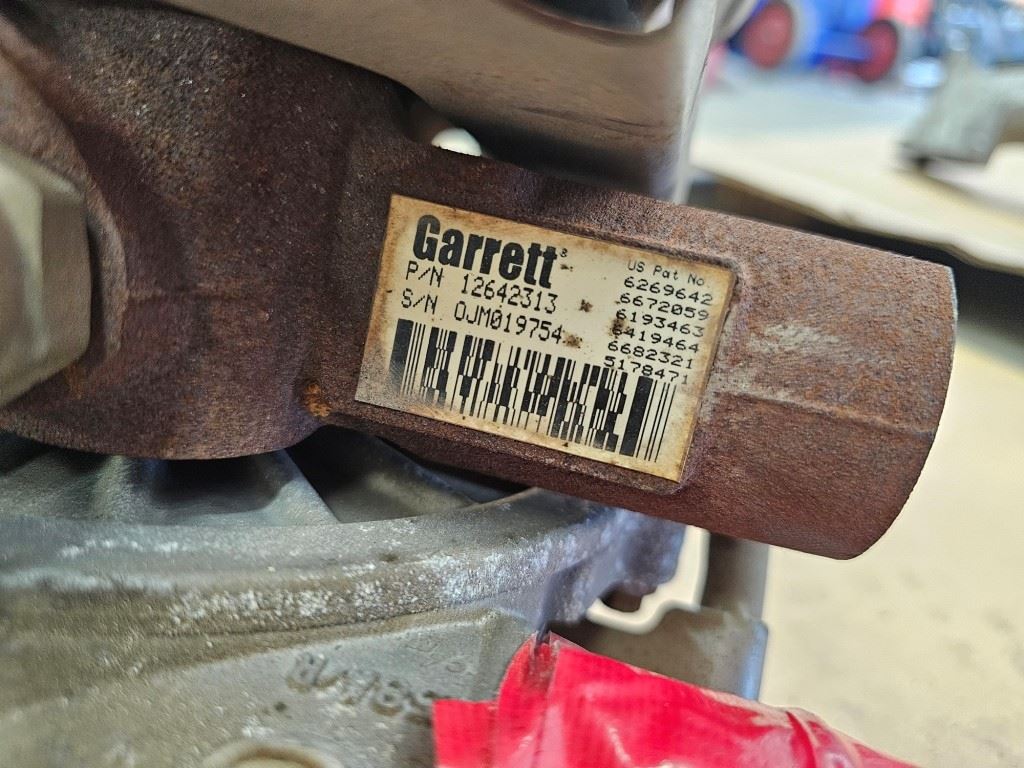 Garrett®
P/N 12642313
S/N 0JM019754
US Pat No.
6269642
6672059
6193463
6419464
6682321
5178471